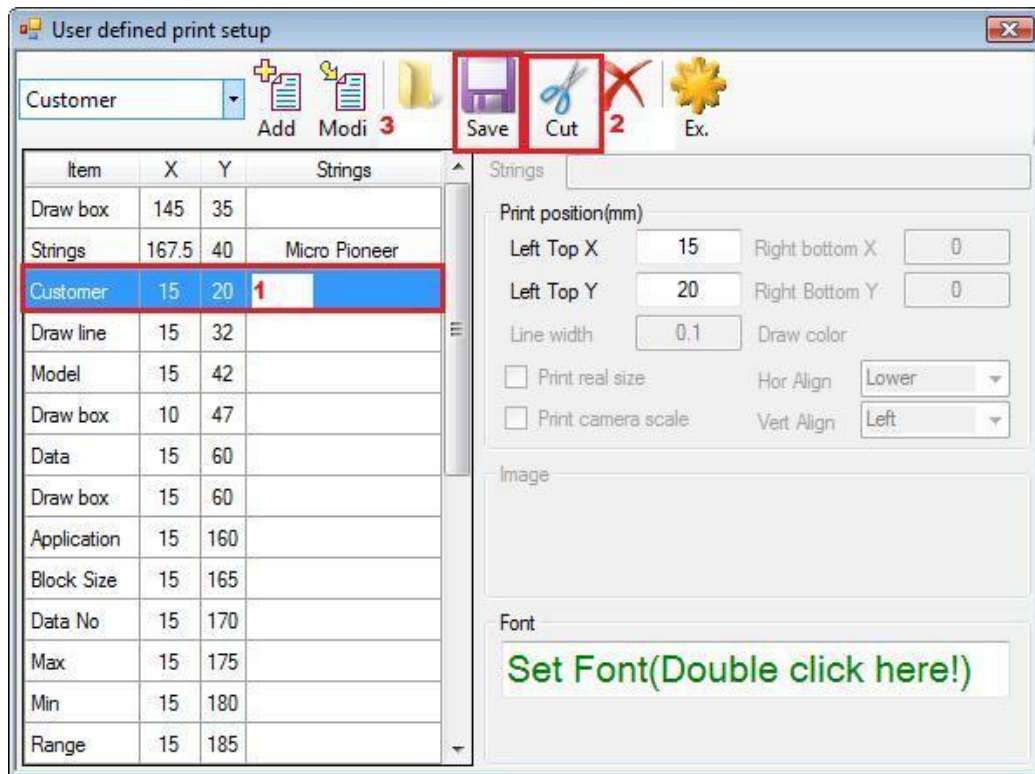 User defined print setup
Customer
Add Modi 3 Save Cut 2 Ex.
Item X Y Strings
Draw box 145 35
Strings 167.5 40 Micro Pioneer
Customer 15 20 1
Draw line 15 32
Model 15 42
Draw box 10 47
Data 15 60
Draw box 15 60
Application 15 160
Block Size 15 165
Data No 15 170
Max 15 175
Min 15 180
Range 15 185
Strings
Print position(mm)
Left Top X 15 Right bottom X 0
Left Top Y 20 Right Bottom Y 0
Line width 0.1 Draw color
Print real size Hor Align Lower
Print camera scale Vert Align Left
Image
Font
Set Font(Double click here!)